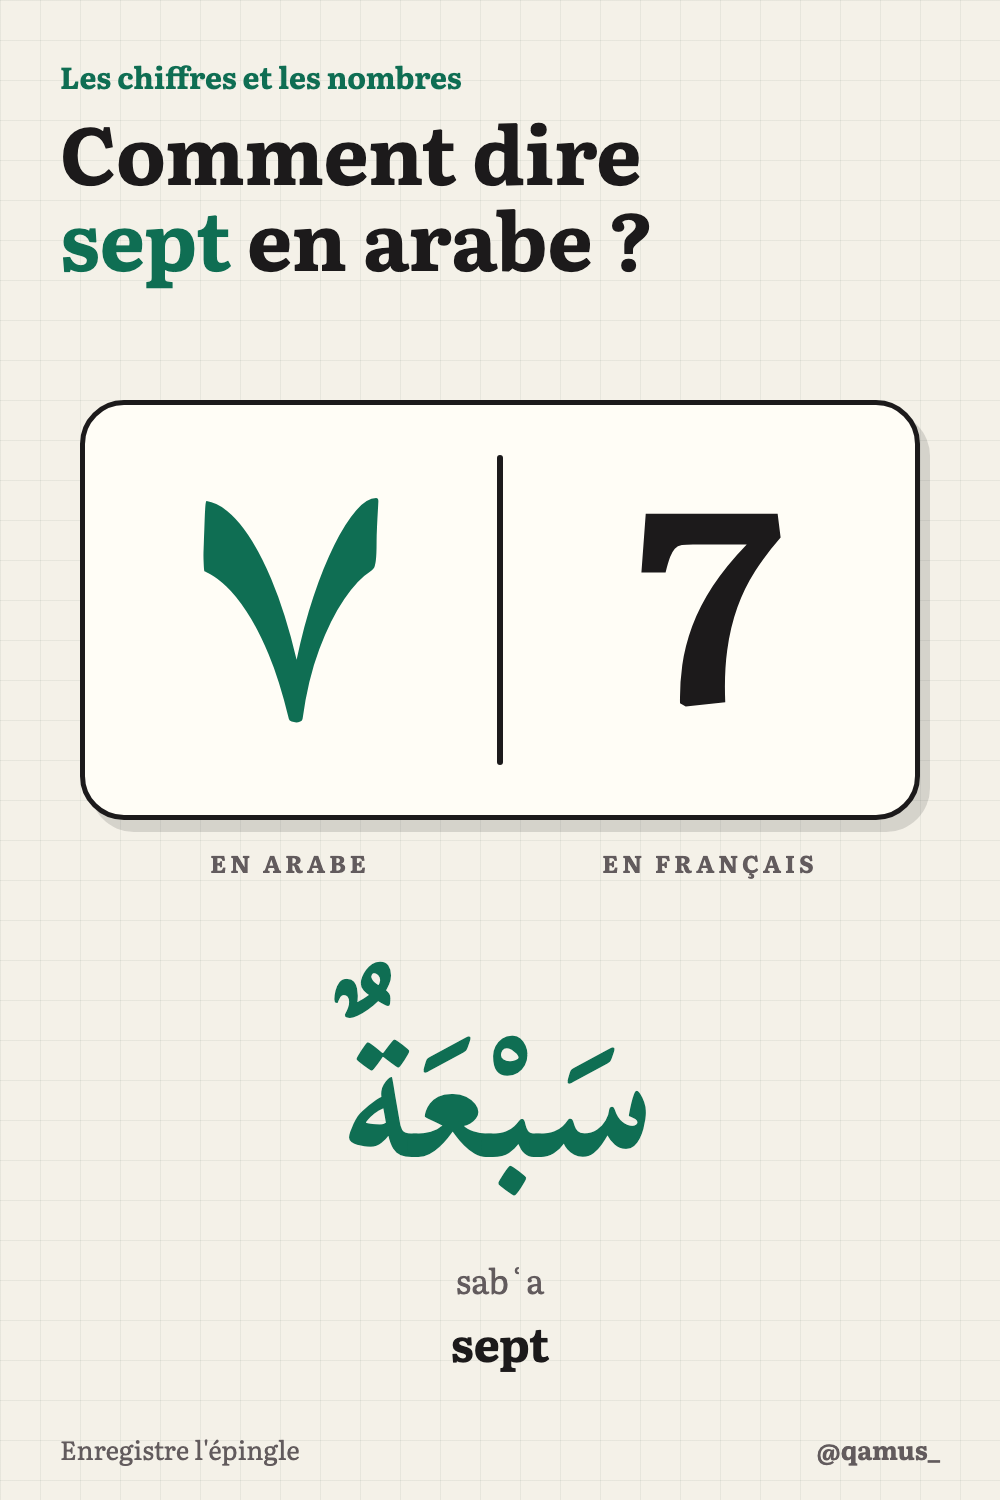 Les chiffres et les nombres
Comment dire
sept en arabe ?
٧ 7
EN ARABE EN FRANÇAIS
سَبْعَةٌ
sabʿa
sept
Enregistre l'épingle @qamus_